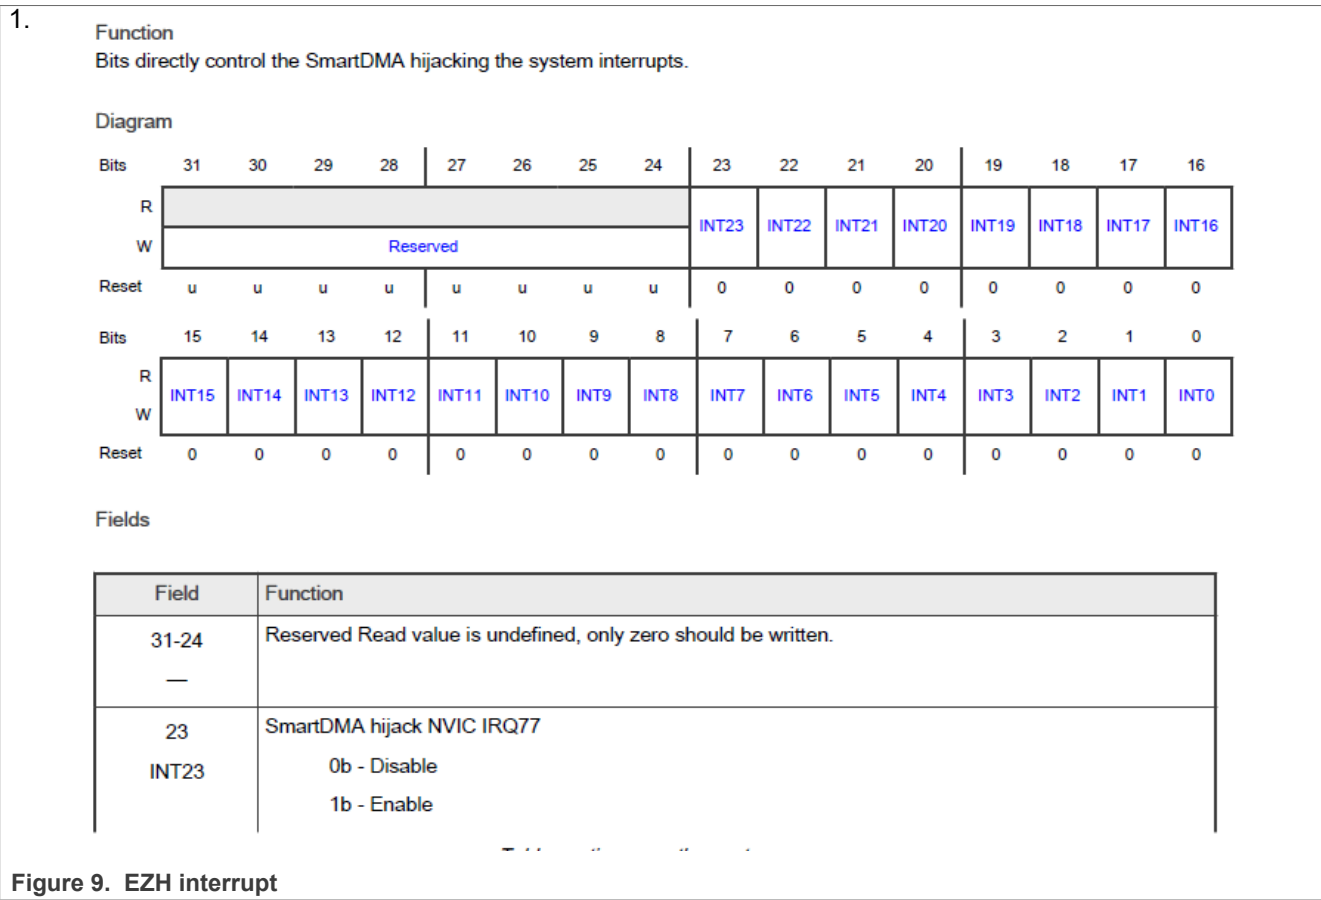 1.
Function
Bits directly control the SmartDMA hijacking the system interrupts.
Diagram
Bits 31 30 29 28 27 26 25 24 23 22 21 20 19 18 17 16
R
INT23 INT22 INT21 INT20 INT19 INT18 INT17 INT16
W Reserved
Reset u u u u u u u u 0 0 0 0 0 0 0 0
Bits 15 14 13 12 11 10 9 8 7 6 5 4 3 2 1 0
R
INT15 INT14 INT13 INT12 INT11 INT10 INT9 INT8 INT7 INT6 INT5 INT4 INT3 INT2 INT1 INT0
W
Reset 0 0 0 0 0 0 0 0 0 0 0 0 0 0 0 0
Fields
Field Function
31-24 Reserved Read value is undefined, only zero should be written.
—
23 SmartDMA hijack NVIC IRQ77
INT23 0b - Disable
1b - Enable
Figure 9. EZH interrupt